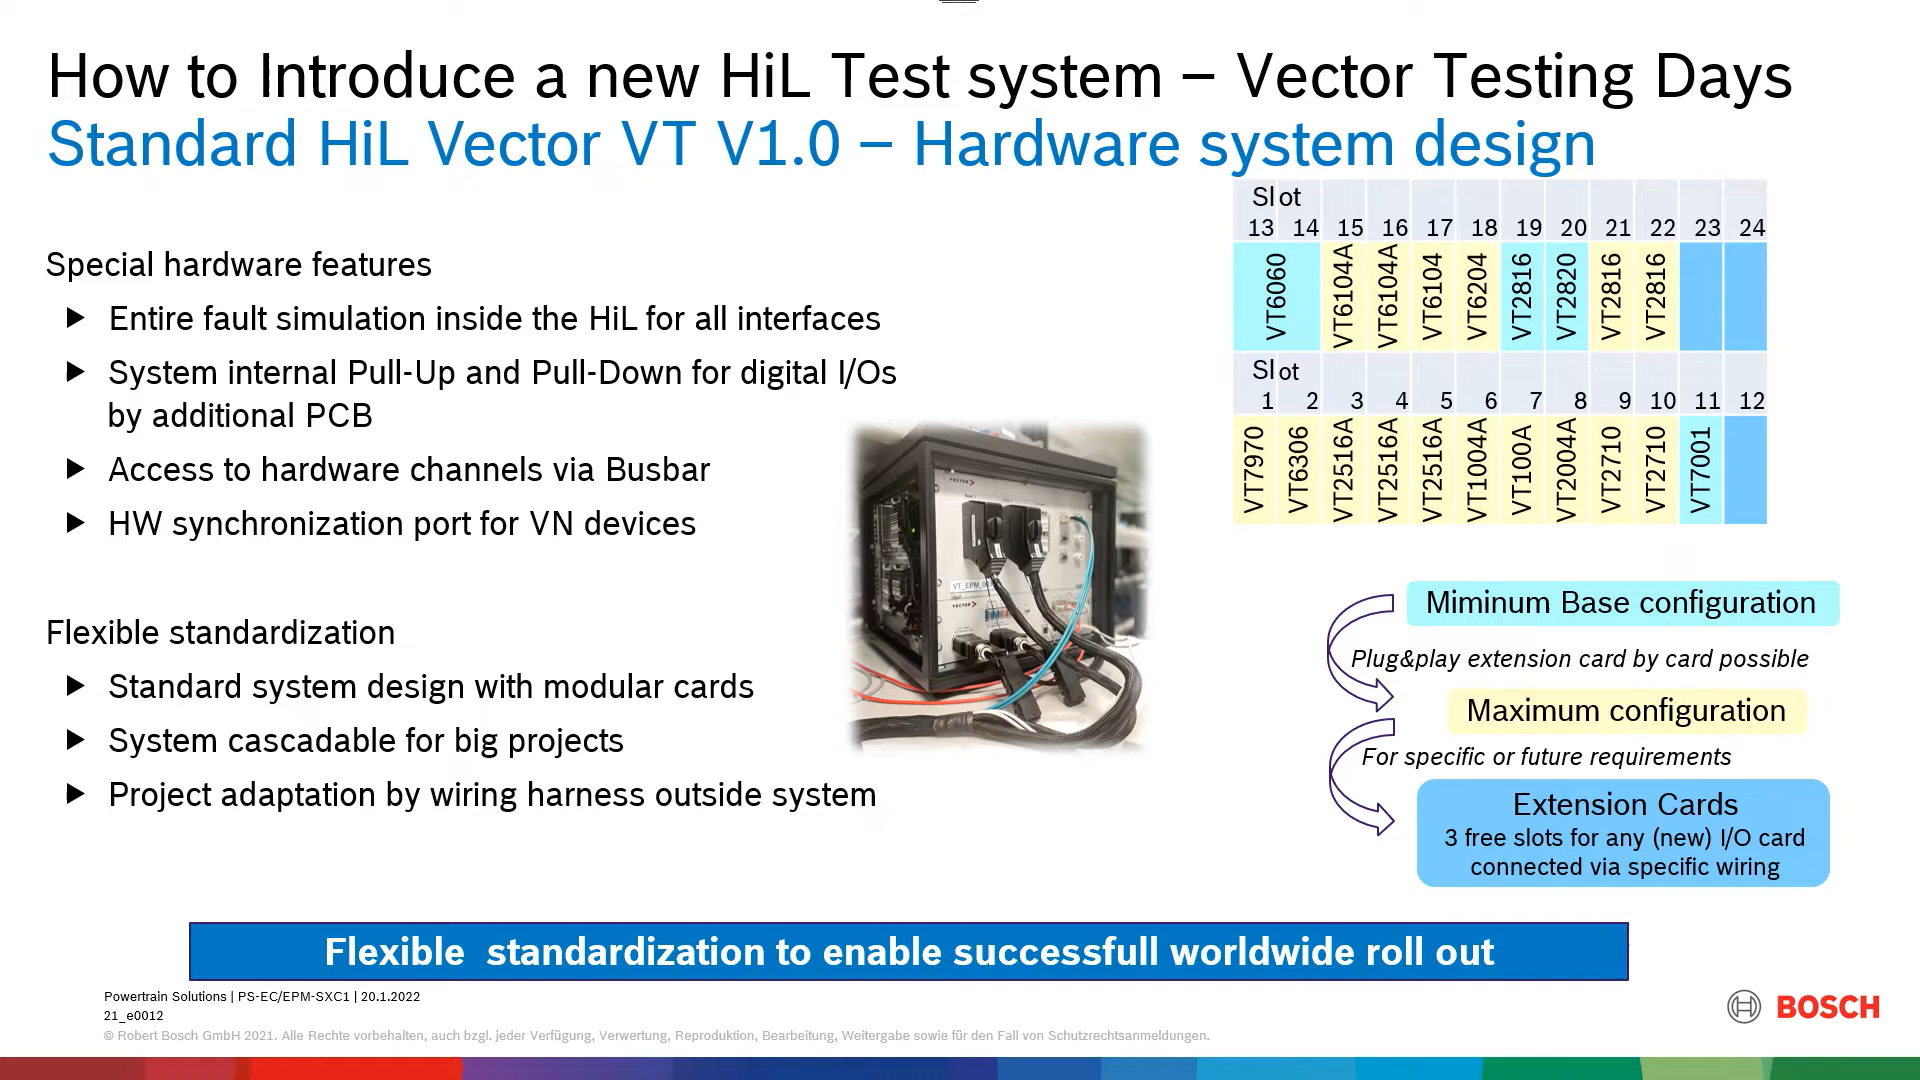 How to Introduce a new HiL Test system – Vector Testing Days
Standard HiL Vector VT V1.0 – Hardware system design
Special hardware features
Entire fault simulation inside the HiL for all interfaces
System internal Pull-Up and Pull-Down for digital I/Os
by additional PCB
Access to hardware channels via Busbar
HW synchronization port for VN devices
Flexible standardization
Standard system design with modular cards
System cascadable for big projects
Project adaptation by wiring harness outside system
VECTOR
VECTOR
Slot
13 14 15 16 17 18 19 20 21 22 23 24
VT6060 VT6104A VT6104A VT6104 VT6204 VT2816 VT2820 VT2816 VT2816
Slot
1 2 3 4 5 6 7 8 9 10 11 12
VT7970 VT6306 VT2516A VT2516A VT2516A VT1004A VT100A VT2004A VT2710 VT2710 VT7001
Miminum Base configuration
Plug&play extension card by card possible
Maximum configuration
For specific or future requirements
Extension Cards
3 free slots for any (new) I/O card
connected via specific wiring
Flexible  standardization to enable successfull worldwide roll out
Powertrain Solutions | PS-EC/EPM-SXC1 | 20.1.2022
21_e0012
© Robert Bosch GmbH 2021. Alle Rechte vorbehalten, auch bzgl. jeder Verfügung, Verwertung, Reproduktion, Bearbeitung, Weitergabe sowie für den Fall von Schutzrechtsanmeldungen.
BOSCH